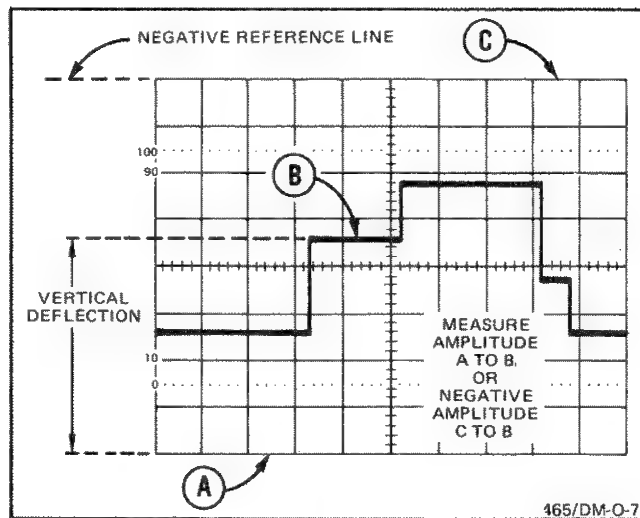 NEGATIVE REFERENCE LINE
C
100
90
B
VERTICAL
DEFLECTION
MEASURE
AMPLITUDE
A TO B,
OR
NEGATIVE
AMPLITUDE
C TO B
10
0
A
465/DM-O-7